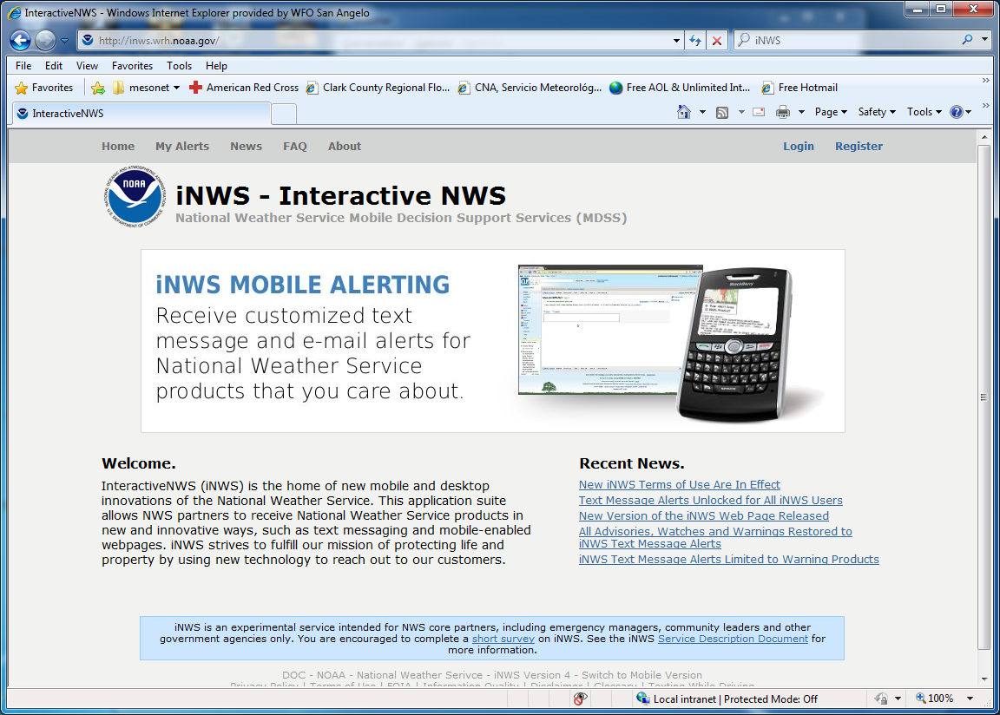 InteractiveNWS - Windows Internet Explorer provided by WFO San Angelo
http://inws.wrh.noaa.gov/
iNWS
File Edit View Favorites Tools Help
Favorites mesonet American Red Cross Clark County Regional Flo... CNA, Servicio Meteorológ... Free AOL & Unlimited Int... Free Hotmail
InteractiveNWS
Page Safety Tools
Home My Alerts News FAQ About Login Register
NATIONAL OCEANIC AND ATMOSPHERIC ADMINISTRATION
NOAA
U.S. DEPARTMENT OF COMMERCE
iNWS - Interactive NWS
National Weather Service Mobile Decision Support Services (MDSS)
iNWS MOBILE ALERTING
Receive customized text
message and e-mail alerts for
National Weather Service
products that you care about.
BlackBerry
Welcome.
InteractiveNWS (iNWS) is the home of new mobile and desktop
innovations of the National Weather Service. This application suite
allows NWS partners to receive National Weather Service products in
new and innovative ways, such as text messaging and mobile-enabled
webpages. iNWS strives to fulfill our mission of protecting life and
property by using new technology to reach out to our customers.
Recent News.
New iNWS Terms of Use Are In Effect
Text Message Alerts Unlocked for All iNWS Users
New Version of the iNWS Web Page Released
All Advisories, Watches and Warnings Restored to
iNWS Text Message Alerts
iNWS Text Message Alerts Limited to Warning Products
iNWS is an experimental service intended for NWS core partners, including emergency managers, community leaders and other
government agencies only. You are encouraged to complete a short survey on iNWS. See the iNWS Service Description Document for
more information.
DOC - NOAA - National Weather Serivce - iNWS Version 4 - Switch to Mobile Version
Privacy Policy | Terms of Use | FOIA | Information Quality | Disclaimer | Glossary | Texting While Driving
Local intranet | Protected Mode: Off
100%